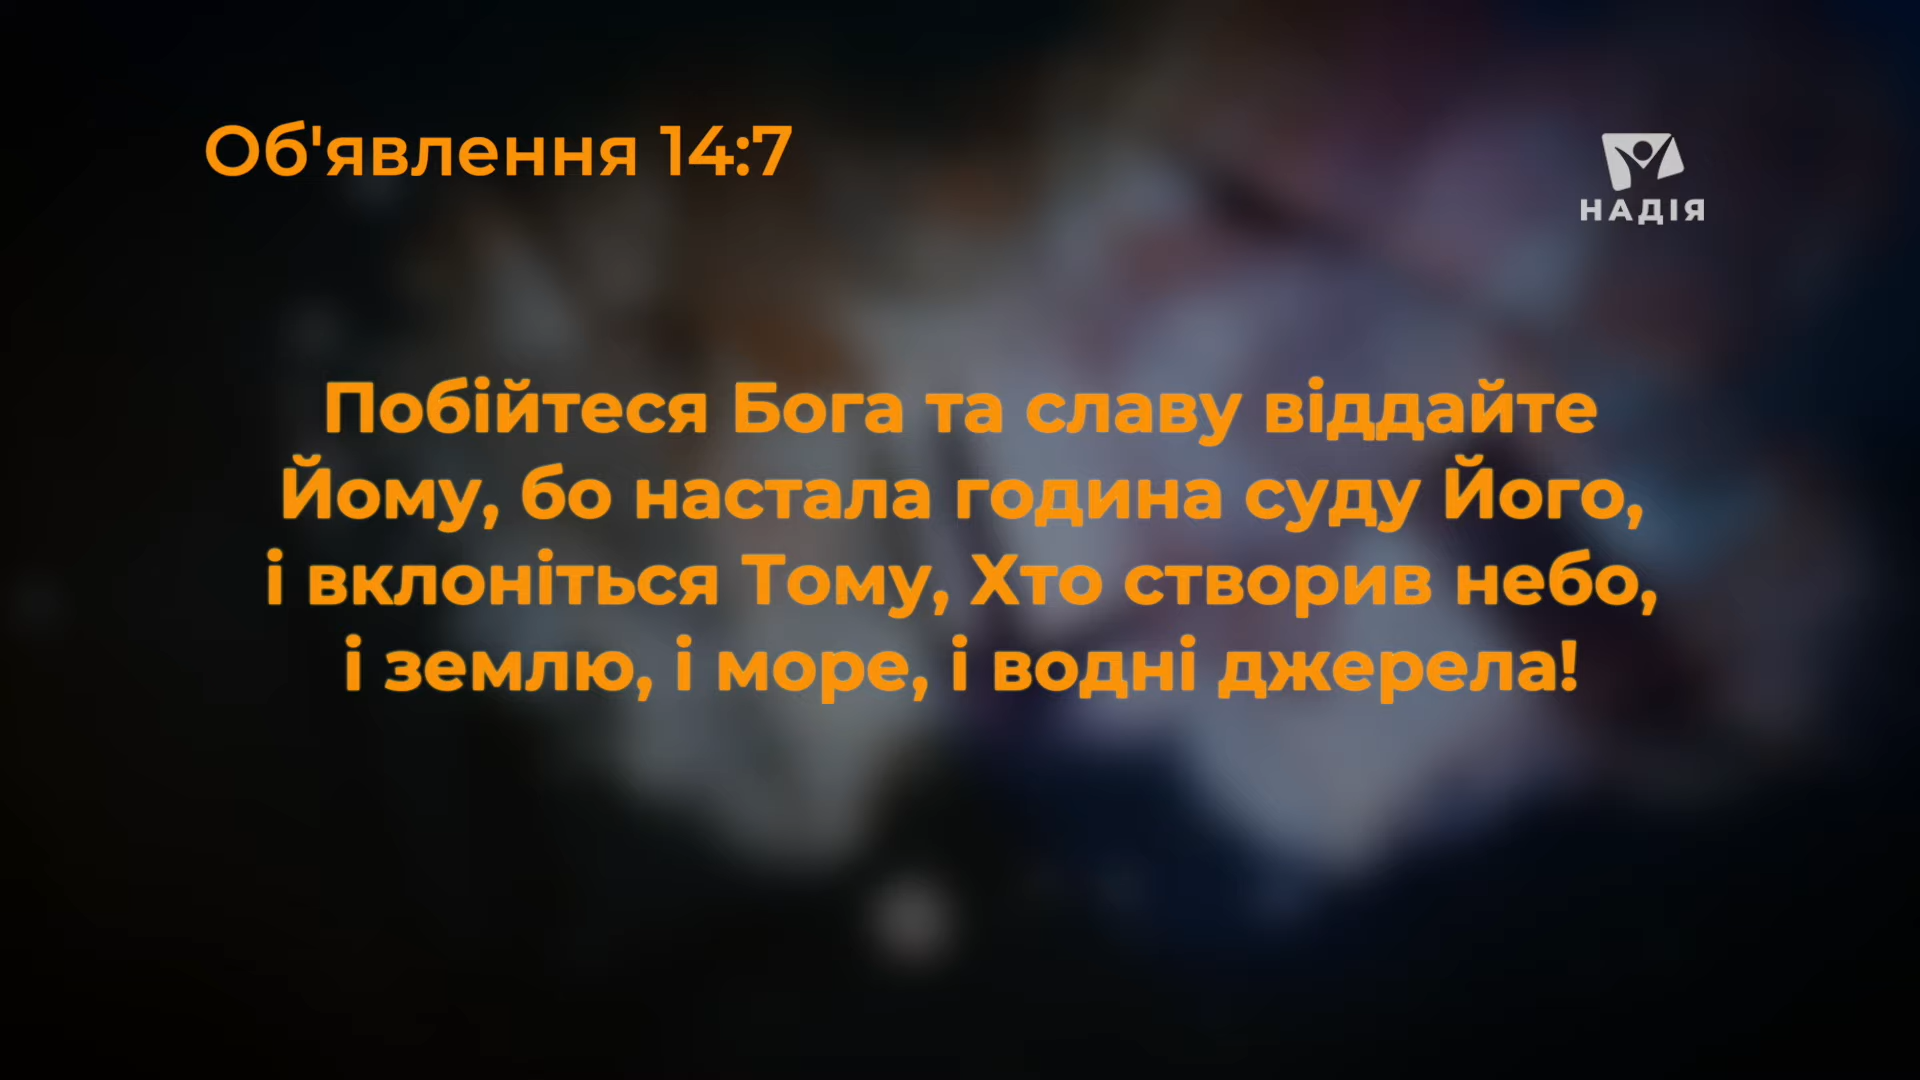 Об'явлення 14:7
НАДІЯ
Побійтеся Бога та славу віддайте
Йому, бо настала година суду Його,
і вклоніться Тому, Хто створив небо,
і землю, і море, і водні джерела!